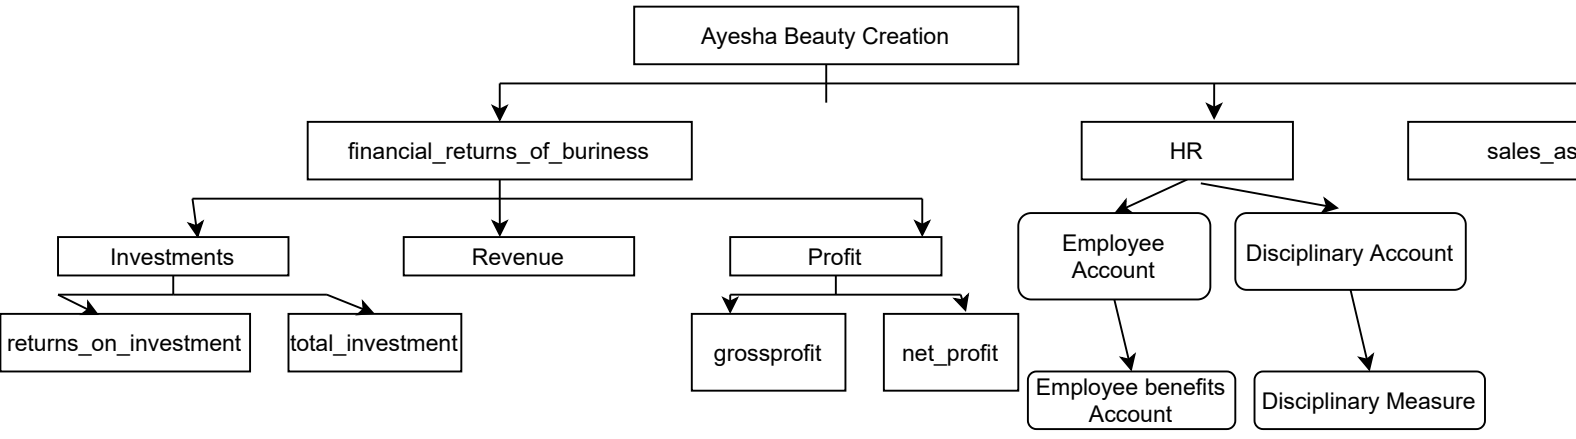 Ayesha Beauty Creation
financial_returns_of_buriness
HR
sales_as
Investments
Revenue
Profit
Employee
Account
Disciplinary Account
returns_on_investment
total_investment
grossprofit
net_profit
Employee benefits
Account
Disciplinary Measure